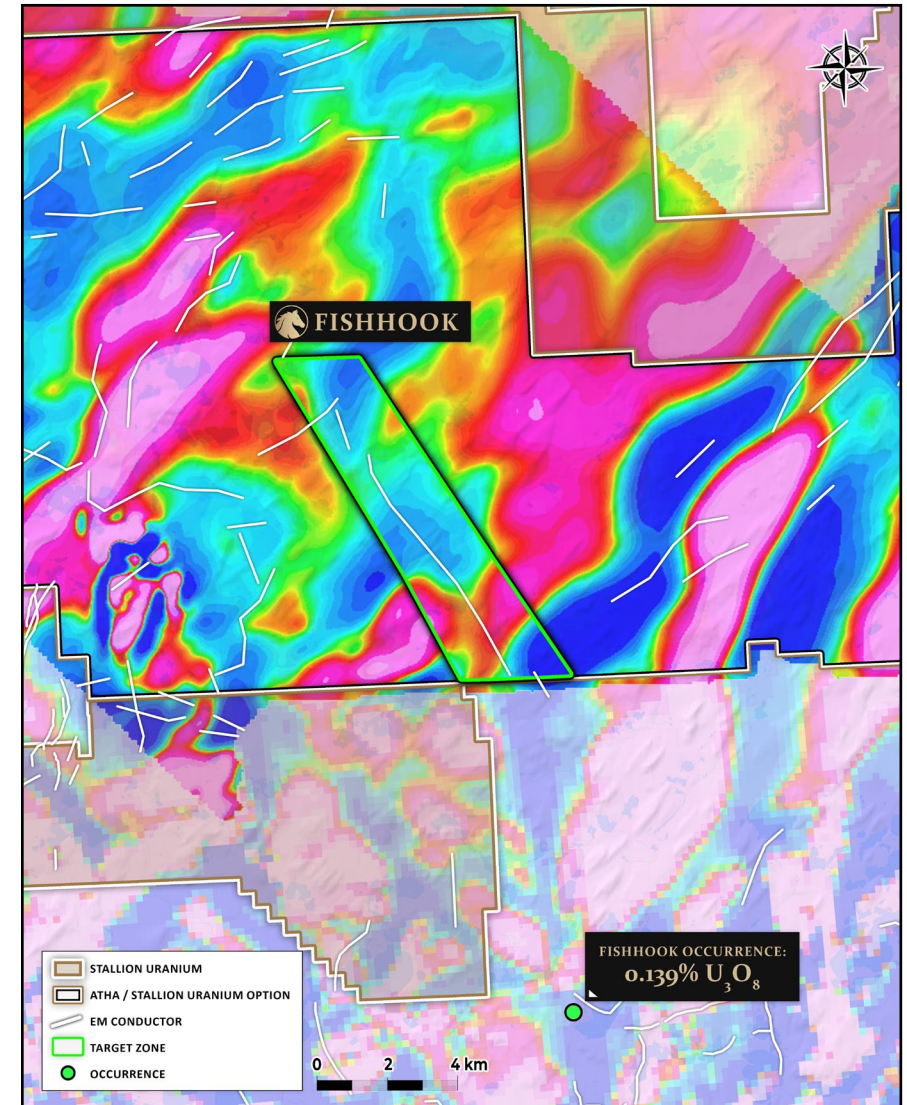 FISHHOOK
FISHHOOK OCCURRENCE:
0.139% U3O8
STALLION URANIUM
ATHA / STALLION URANIUM OPTION
EM CONDUCTOR
TARGET ZONE
OCCURRENCE
0 2 4 km